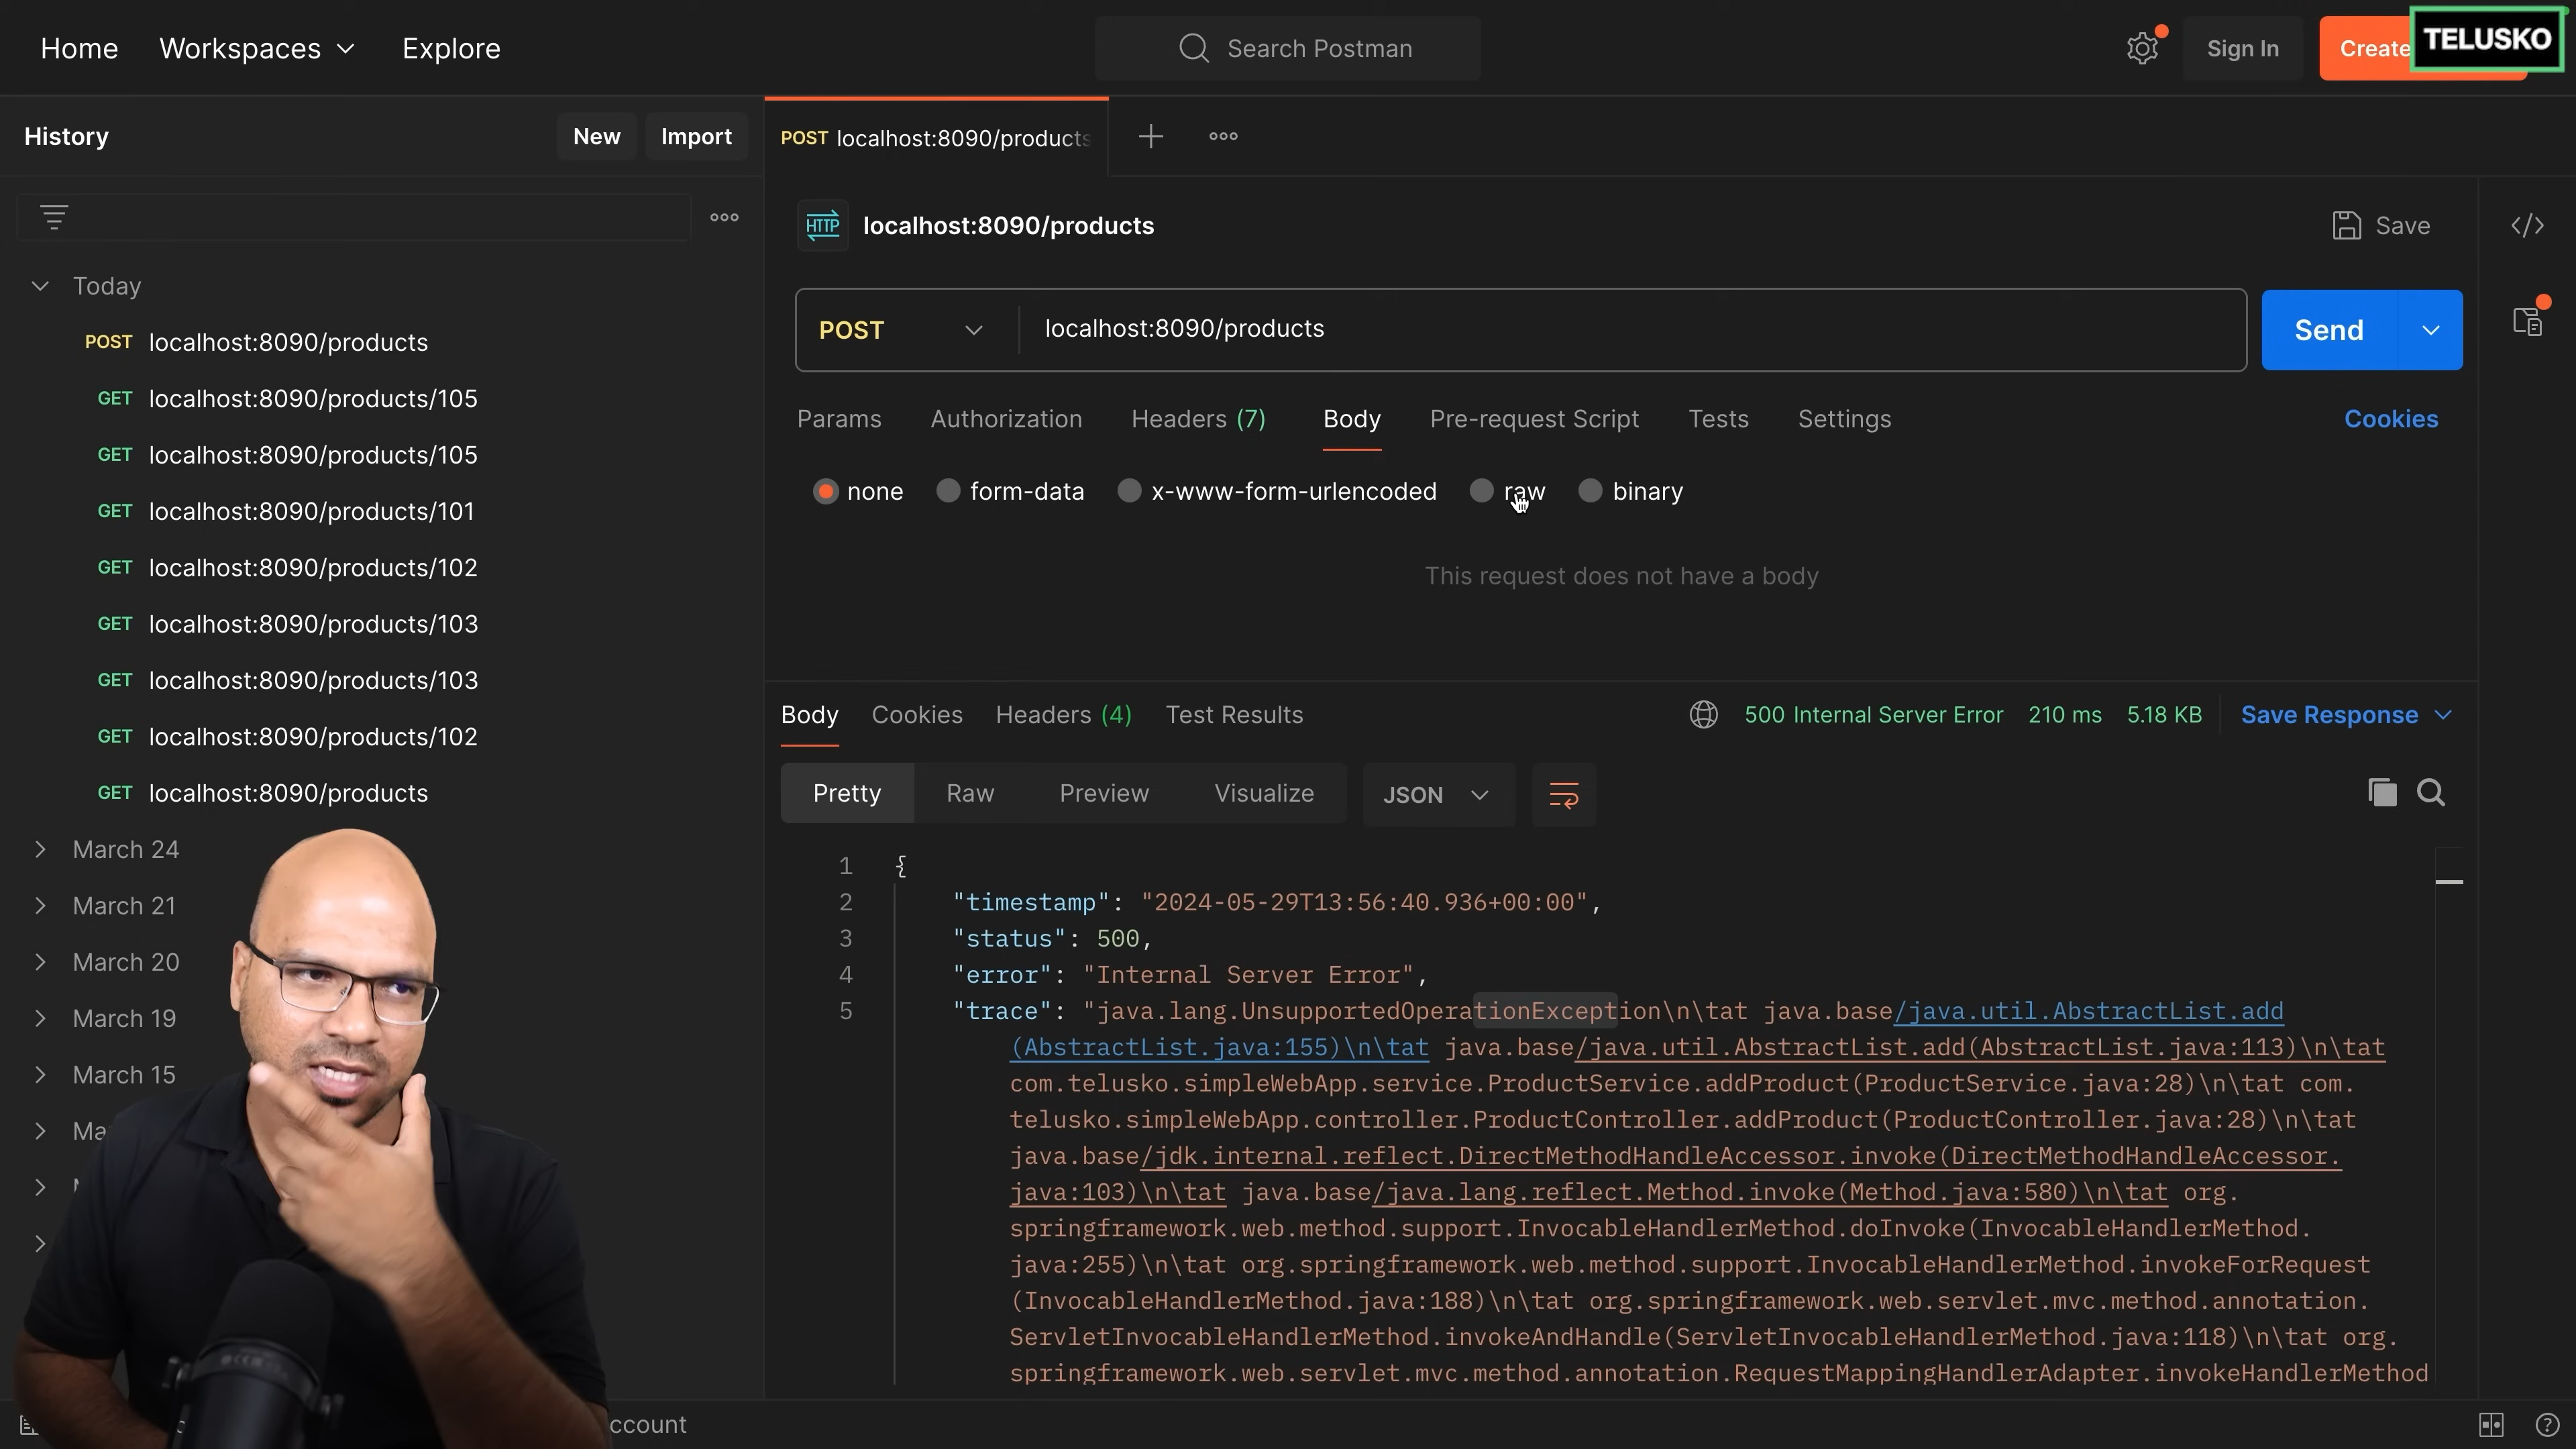 Home Workspaces Explore Search Postman Sign In Create
TELUSKO
History New Import
POST localhost:8090/products
HTTP localhost:8090/products Save
Today
POST localhost:8090/products
GET localhost:8090/products/105
GET localhost:8090/products/105
GET localhost:8090/products/101
GET localhost:8090/products/102
GET localhost:8090/products/103
GET localhost:8090/products/103
GET localhost:8090/products/102
GET localhost:8090/products
March 24
March 21
March 20
March 19
March 15
Ma
POST localhost:8090/products Send
Params Authorization Headers (7) Body Pre-request Script Tests Settings Cookies
none form-data x-www-form-urlencoded raw binary
This request does not have a body
Body Cookies Headers (4) Test Results 500 Internal Server Error 210 ms 5.18 KB Save Response
Pretty Raw Preview Visualize JSON
1 {
2 "timestamp": "2024-05-29T13:56:40.936+00:00",
3 "status": 500,
4 "error": "Internal Server Error",
5 "trace": "java.lang.UnsupportedOperationException\n\tat java.base/java.util.AbstractList.add
(AbstractList.java:155)\n\tat java.base/java.util.AbstractList.add(AbstractList.java:113)\n\tat
com.telusko.simpleWebApp.service.ProductService.addProduct(ProductService.java:28)\n\tat com.
telusko.simpleWebApp.controller.ProductController.addProduct(ProductController.java:28)\n\tat
java.base/jdk.internal.reflect.DirectMethodHandleAccessor.invoke(DirectMethodHandleAccessor.
java:103)\n\tat java.base/java.lang.reflect.Method.invoke(Method.java:580)\n\tat org.
springframework.web.method.support.InvocableHandlerMethod.doInvoke(InvocableHandlerMethod.
java:255)\n\tat org.springframework.web.method.support.InvocableHandlerMethod.invokeForRequest
(InvocableHandlerMethod.java:188)\n\tat org.springframework.web.servlet.mvc.method.annotation.
ServletInvocableHandlerMethod.invokeAndHandle(ServletInvocableHandlerMethod.java:118)\n\tat org.
springframework.web.servlet.mvc.method.annotation.RequestMappingHandlerAdapter.invokeHandlerMethod
ccount